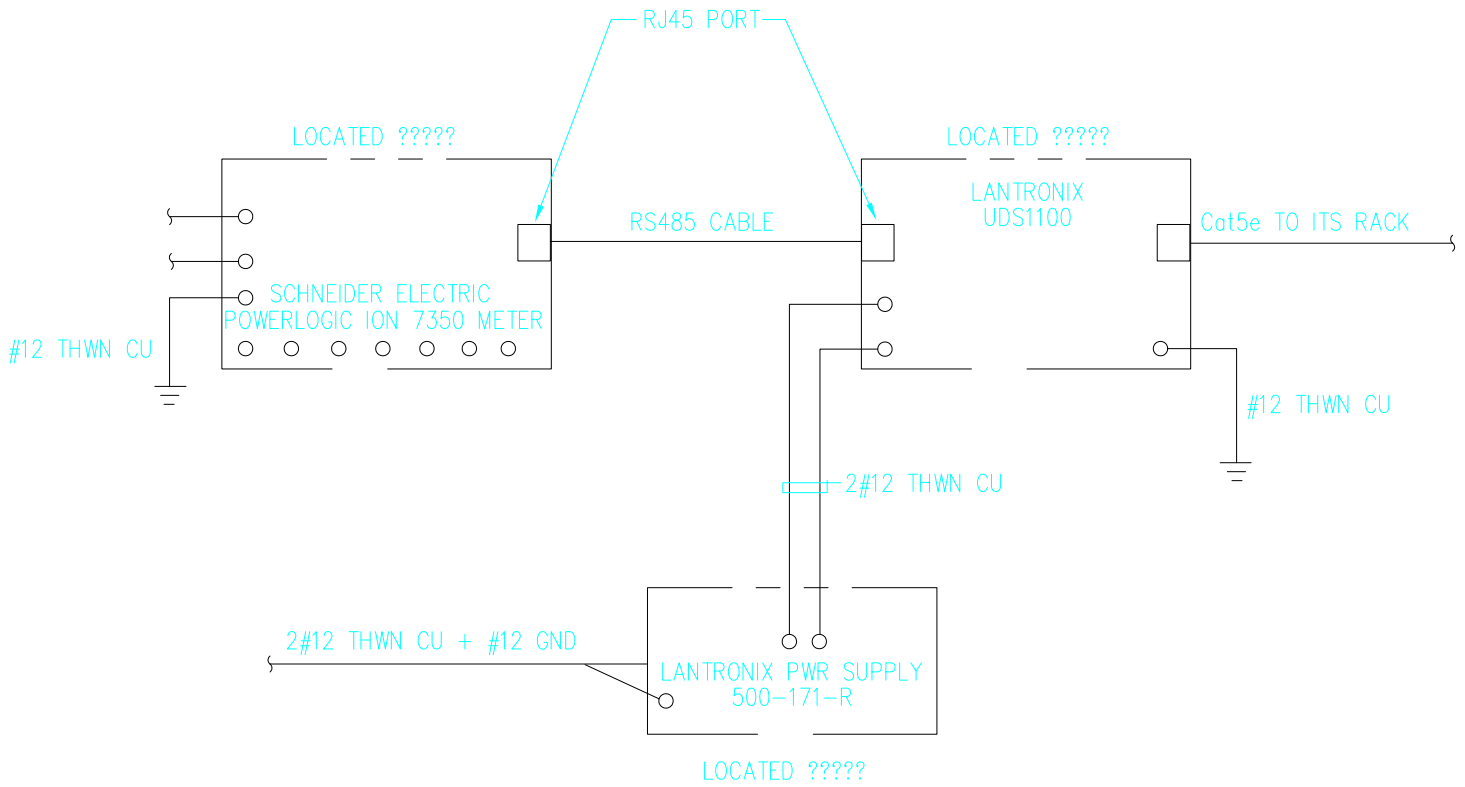 RJ45 PORT
LOCATED ?????
LOCATED ?????
LANTRONIX
UDS1100
RS485 CABLE
Cat5e TO ITS RACK
SCHNEIDER ELECTRIC
POWERLOGIC ION 7350 METER
#12 THWN CU
#12 THWN CU
2#12 THWN CU
2#12 THWN CU + #12 GND
LANTRONIX PWR SUPPLY
500-171-R
LOCATED ?????